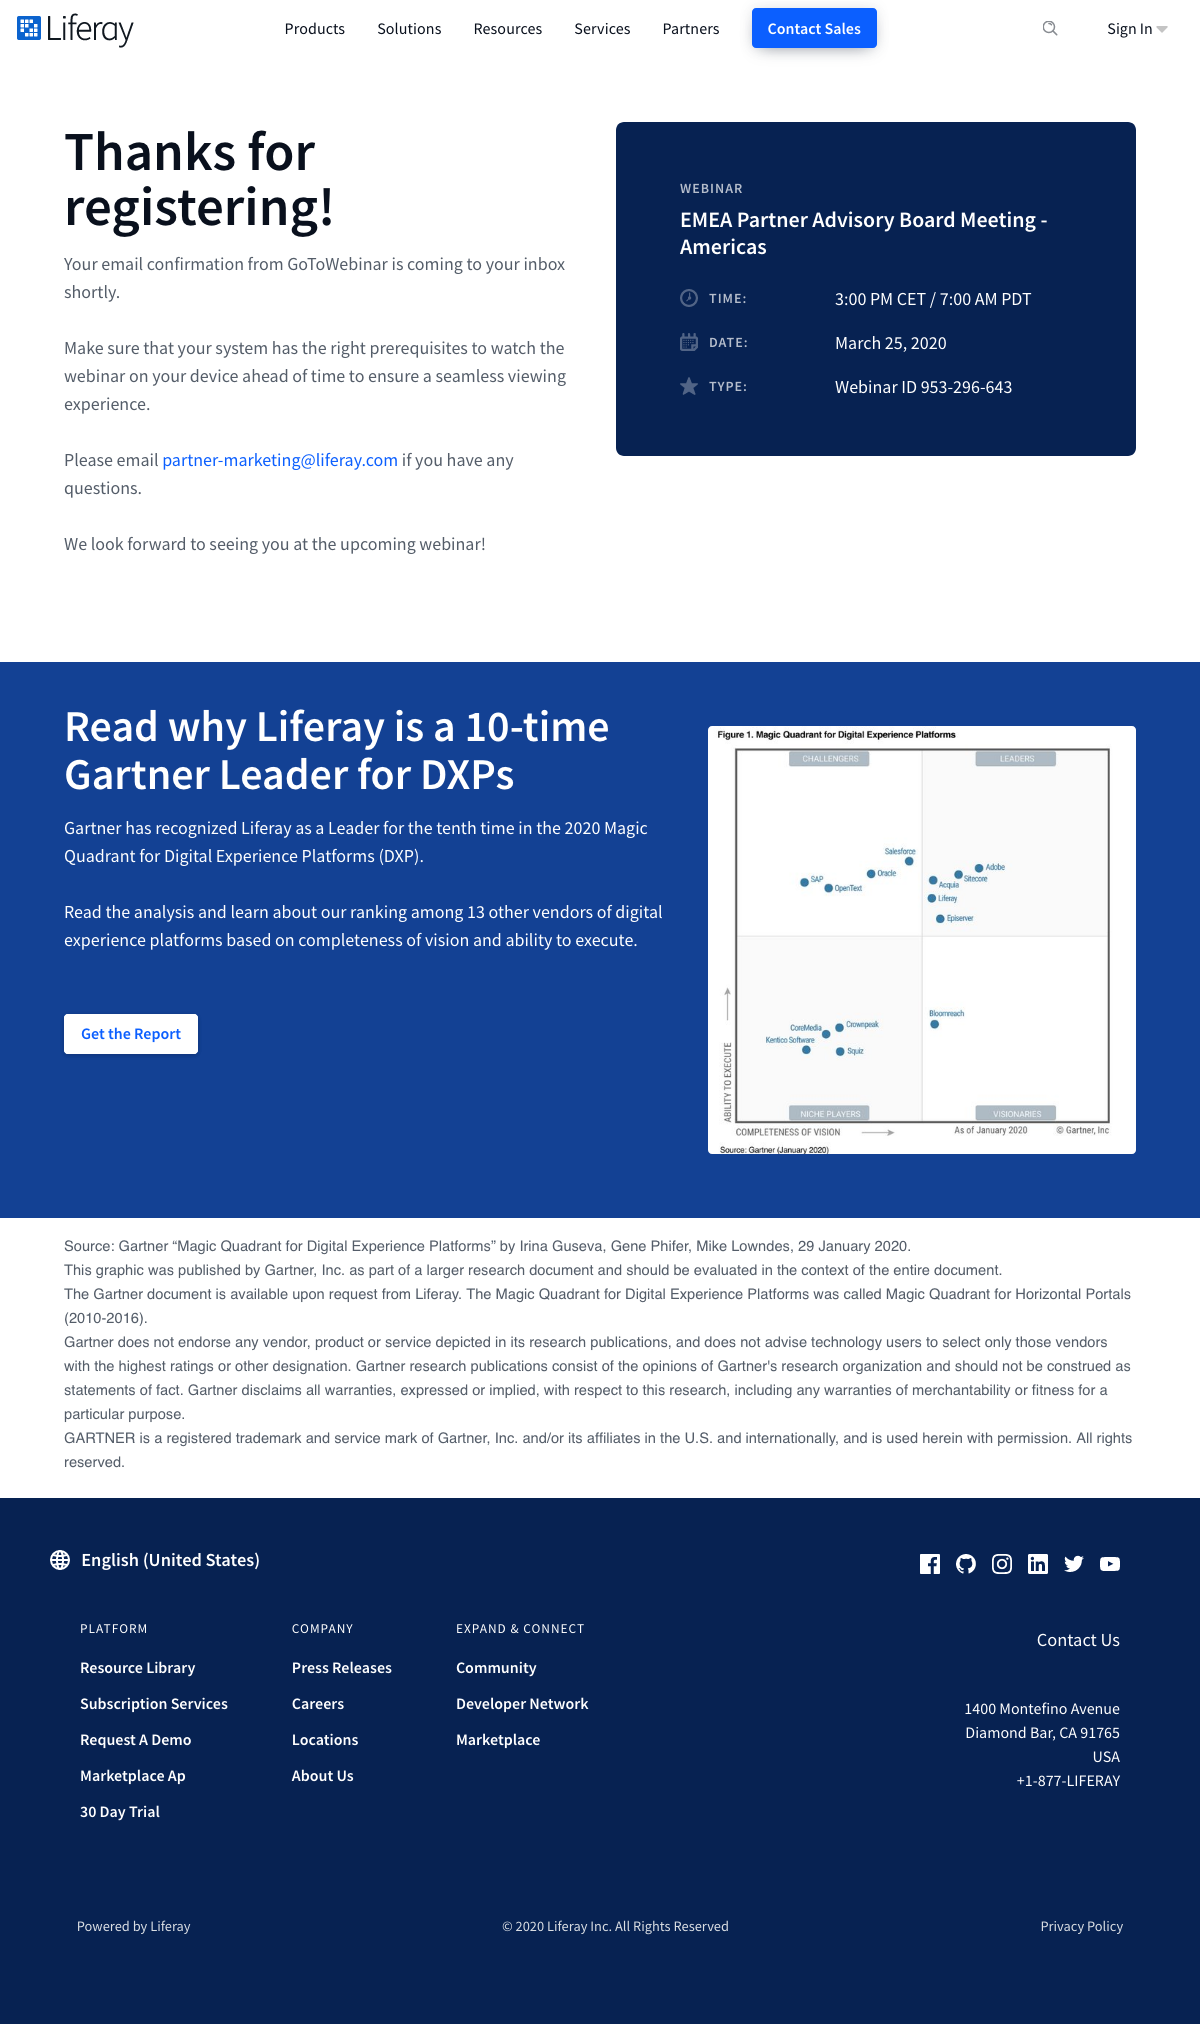 Liferay
Products
Solutions
Resources
Services
Partners
Contact Sales
Sign In
Thanks for
registering!
Your email confirmation from GoToWebinar is coming to your inbox
shortly.
Make sure that your system has the right prerequisites to watch the
webinar on your device ahead of time to ensure a seamless viewing
experience.
Please email partner-marketing@liferay.com if you have any
questions.
We look forward to seeing you at the upcoming webinar!
WEBINAR
EMEA Partner Advisory Board Meeting -
Americas
TIME: 3:00 PM CET / 7:00 AM PDT
DATE: March 25, 2020
TYPE: Webinar ID 953-296-643
Read why Liferay is a 10-time
Gartner Leader for DXPs
Gartner has recognized Liferay as a Leader for the tenth time in the 2020 Magic
Quadrant for Digital Experience Platforms (DXP).
Read the analysis and learn about our ranking among 13 other vendors of digital
experience platforms based on completeness of vision and ability to execute.
Get the Report
Figure 1. Magic Quadrant for Digital Experience Platforms
CHALLENGERS
LEADERS
Salesforce
SAP
OpenText
Oracle
Adobe
Sitecore
Acquia
Liferay
Episerver
Bloomreach
CoreMedia
Crownpeak
Kentico Software
Squiz
ABILITY TO EXECUTE
NICHE PLAYERS
VISIONARIES
COMPLETENESS OF VISION
As of January 2020
© Gartner, Inc
Source: Gartner (January 2020)
Source: Gartner “Magic Quadrant for Digital Experience Platforms” by Irina Guseva, Gene Phifer, Mike Lowndes, 29 January 2020.
This graphic was published by Gartner, Inc. as part of a larger research document and should be evaluated in the context of the entire document.
The Gartner document is available upon request from Liferay. The Magic Quadrant for Digital Experience Platforms was called Magic Quadrant for Horizontal Portals
(2010-2016).
Gartner does not endorse any vendor, product or service depicted in its research publications, and does not advise technology users to select only those vendors
with the highest ratings or other designation. Gartner research publications consist of the opinions of Gartner's research organization and should not be construed as
statements of fact. Gartner disclaims all warranties, expressed or implied, with respect to this research, including any warranties of merchantability or fitness for a
particular purpose.
GARTNER is a registered trademark and service mark of Gartner, Inc. and/or its affiliates in the U.S. and internationally, and is used herein with permission. All rights
reserved.
English (United States)
PLATFORM
Resource Library
Subscription Services
Request A Demo
Marketplace Ap
30 Day Trial
COMPANY
Press Releases
Careers
Locations
About Us
EXPAND & CONNECT
Community
Developer Network
Marketplace
Contact Us
1400 Montefino Avenue
Diamond Bar, CA 91765
USA
+1-877-LIFERAY
Powered by Liferay
© 2020 Liferay Inc. All Rights Reserved
Privacy Policy